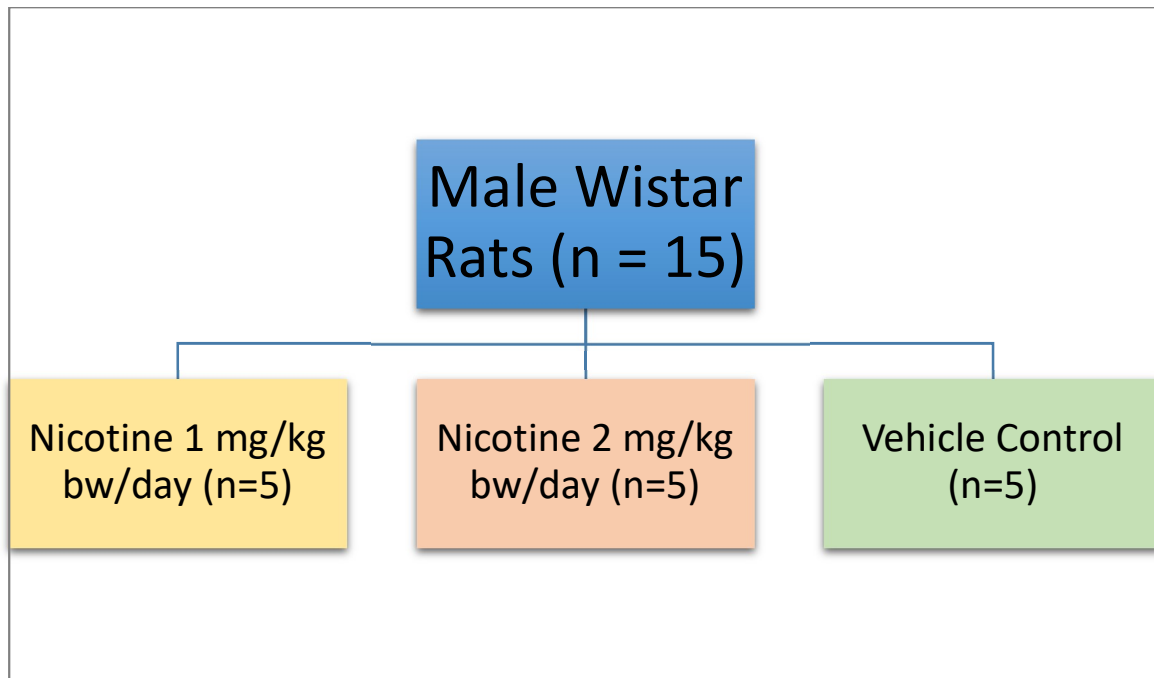 Male Wistar
Rats (n = 15)
Nicotine 1 mg/kg
bw/day (n=5)
Nicotine 2 mg/kg
bw/day (n=5)
Vehicle Control
(n=5)